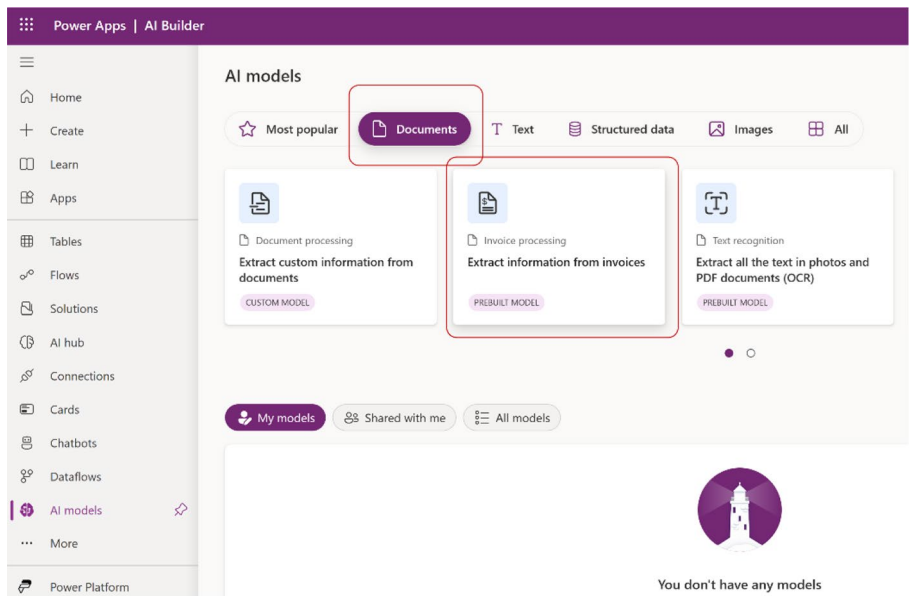 Power Apps | AI Builder
Home
Create
Learn
Apps
Tables
Flows
Solutions
AI hub
Connections
Cards
Chatbots
Dataflows
AI models
More
Power Platform
AI models
Most popular
Documents
Text
Structured data
Images
All
Document processing
Extract custom information from
documents
CUSTOM MODEL
Invoice processing
Extract information from invoices
PREBUILT MODEL
Text recognition
Extract all the text in photos and
PDF documents (OCR)
PREBUILT MODEL
My models
Shared with me
All models
You don't have any models